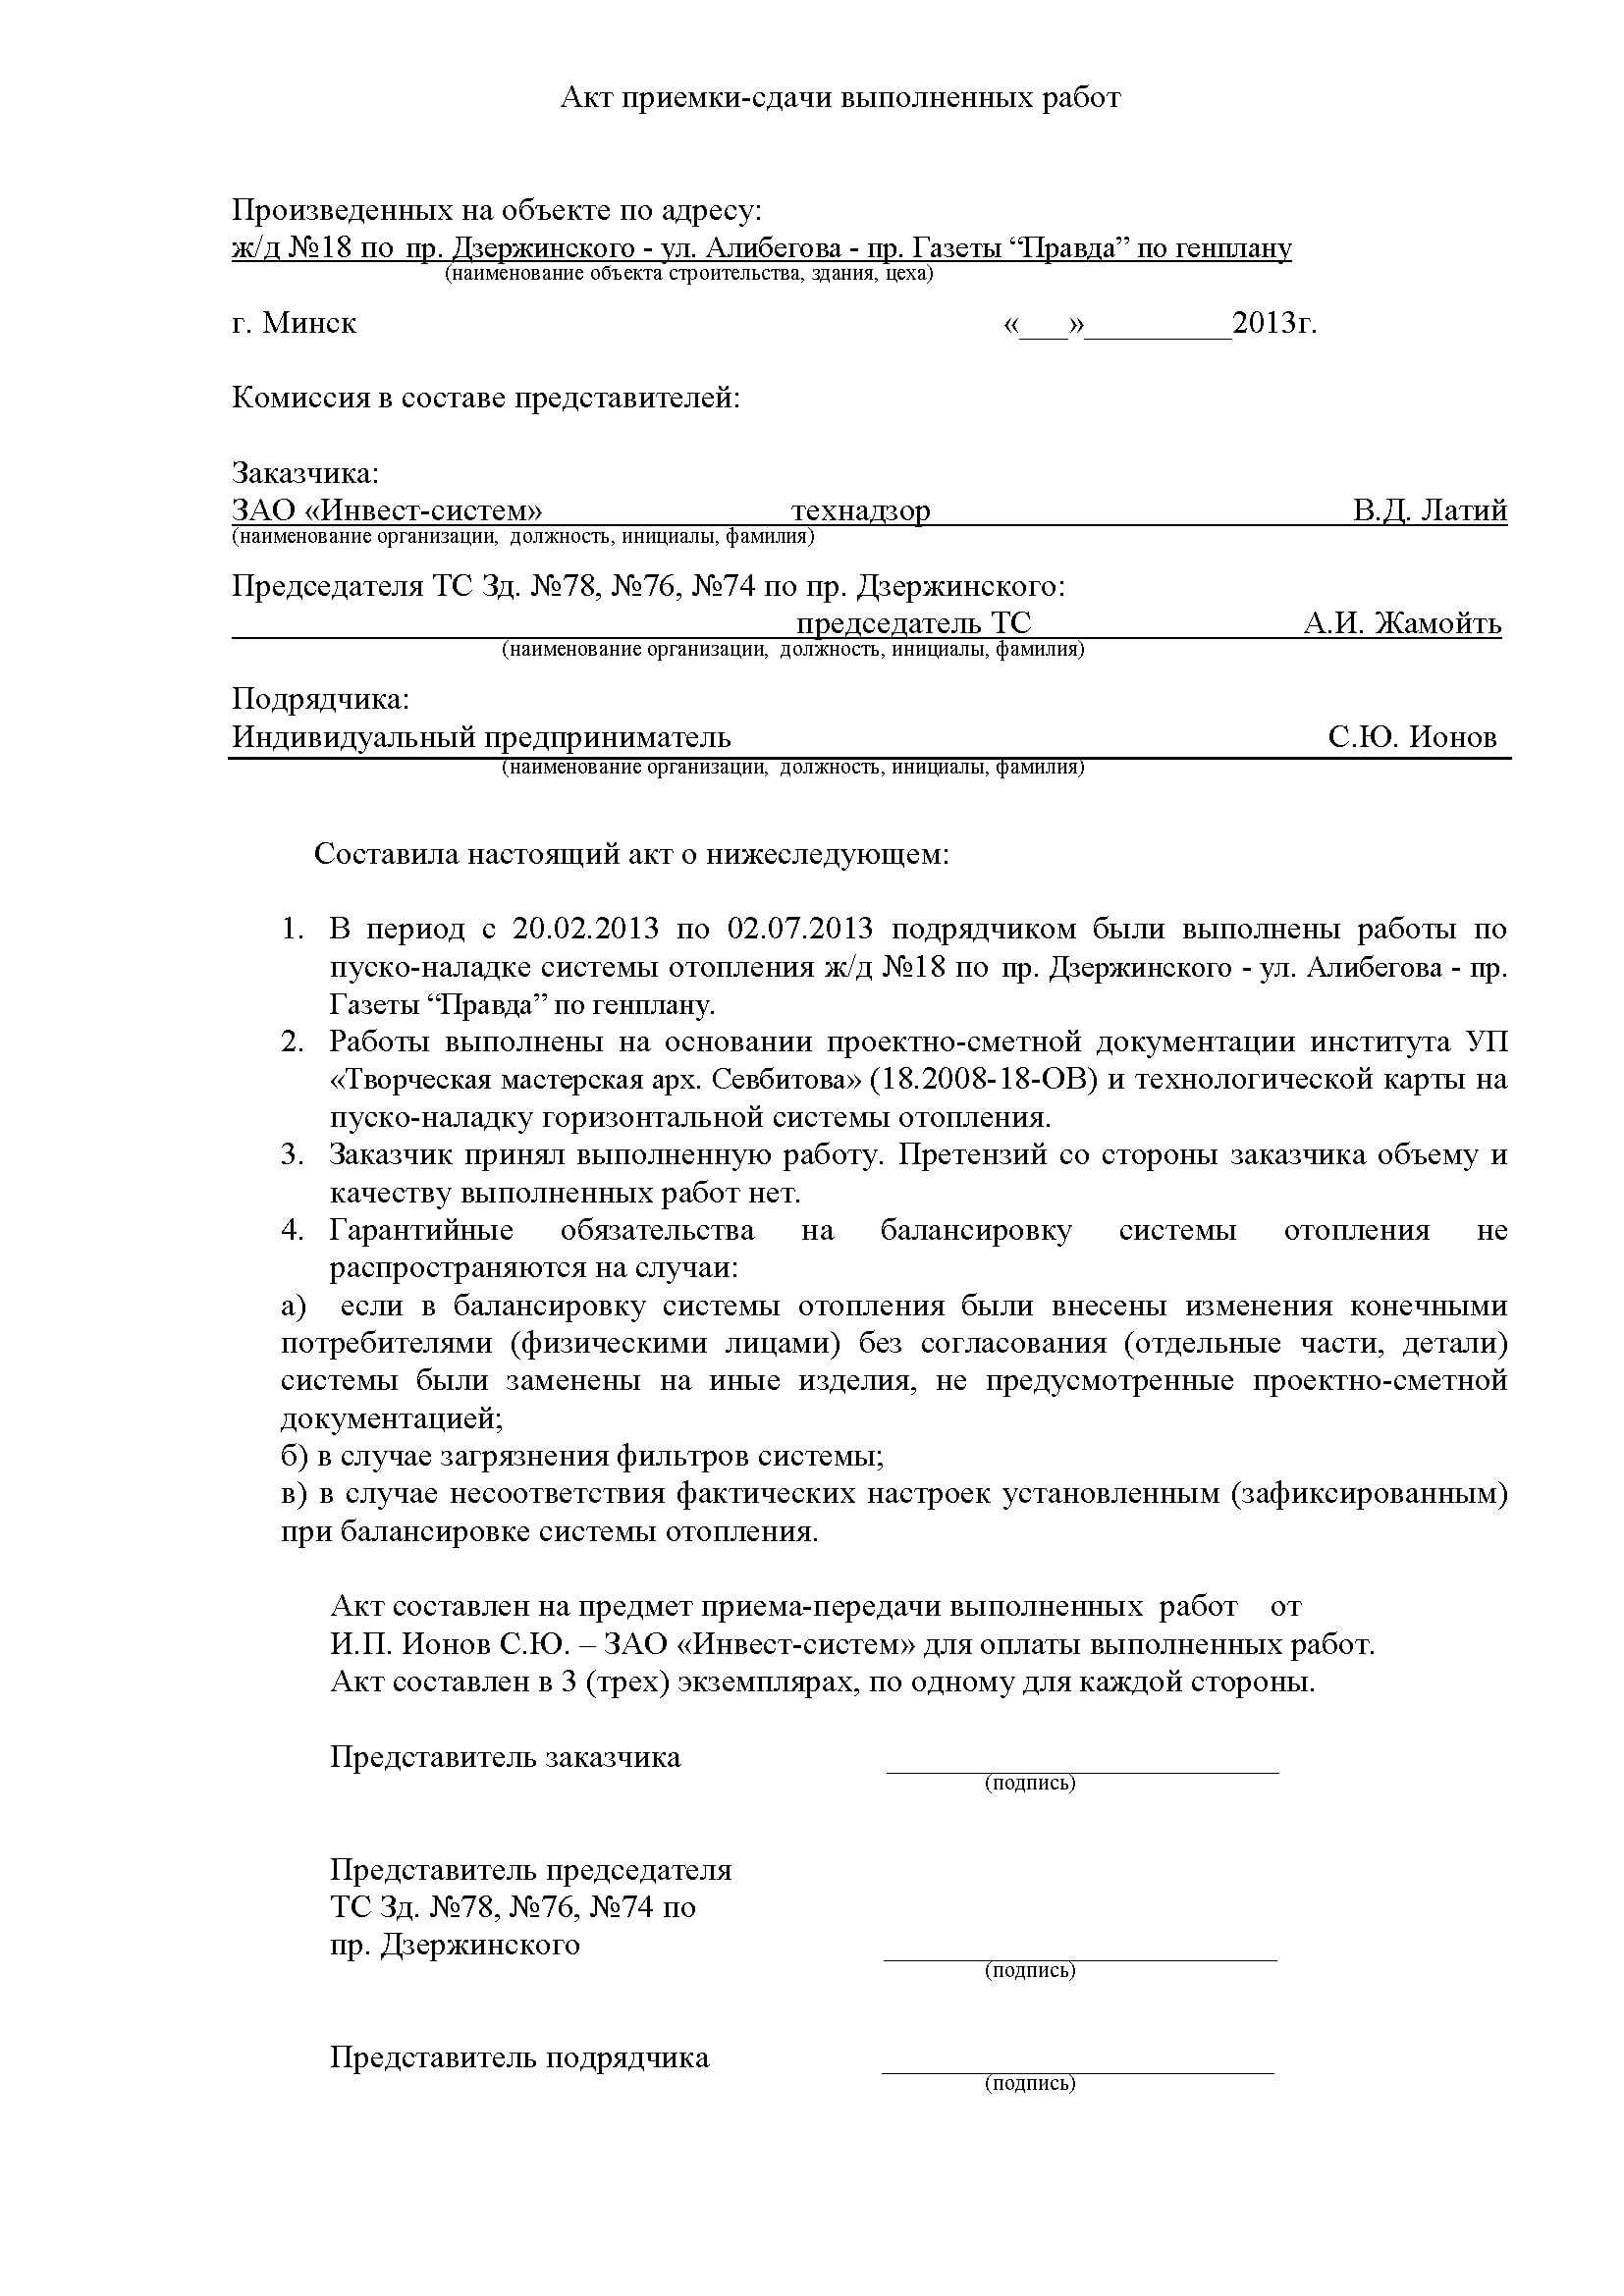 Акт приемки-сдачи выполненных работ
Произведенных на объекте по адресу:
ж/д №18 по пр. Дзержинского - ул. Алибегова - пр. Газеты “Правда” по генплану
(наименование объекта строительства, здания, цеха)
г. Минск «___»_________2013г.
Комиссия в составе представителей:
Заказчика:
ЗАО «Инвест-систем» технадзор В.Д. Латий
(наименование организации, должность, инициалы, фамилия)
Председателя ТС Зд. №78, №76, №74 по пр. Дзержинского:
председатель ТС А.И. Жамойть
(наименование организации, должность, инициалы, фамилия)
Подрядчика:
Индивидуальный предприниматель С.Ю. Ионов
(наименование организации, должность, инициалы, фамилия)
Составила настоящий акт о нижеследующем:
1. В период с 20.02.2013 по 02.07.2013 подрядчиком были выполнены работы по
пуско-наладке системы отопления ж/д №18 по пр. Дзержинского - ул. Алибегова - пр.
Газеты “Правда” по генплану.
2. Работы выполнены на основании проектно-сметной документации института УП
«Творческая мастерская арх. Севбитова» (18.2008-18-ОВ) и технологической карты на
пуско-наладку горизонтальной системы отопления.
3. Заказчик принял выполненную работу. Претензий со стороны заказчика объему и
качеству выполненных работ нет.
4. Гарантийные обязательства на балансировку системы отопления не
распространяются на случаи:
а) если в балансировку системы отопления были внесены изменения конечными
потребителями (физическими лицами) без согласования (отдельные части, детали)
системы были заменены на иные изделия, не предусмотренные проектно-сметной
документацией;
б) в случае загрязнения фильтров системы;
в) в случае несоответствия фактических настроек установленным (зафиксированным)
при балансировке системы отопления.
Акт составлен на предмет приема-передачи выполненных работ от
И.П. Ионов С.Ю. – ЗАО «Инвест-систем» для оплаты выполненных работ.
Акт составлен в 3 (трех) экземплярах, по одному для каждой стороны.
Представитель заказчика ________________________
(подпись)
Представитель председателя
ТС Зд. №78, №76, №74 по
пр. Дзержинского ________________________
(подпись)
Представитель подрядчика ________________________
(подпись)